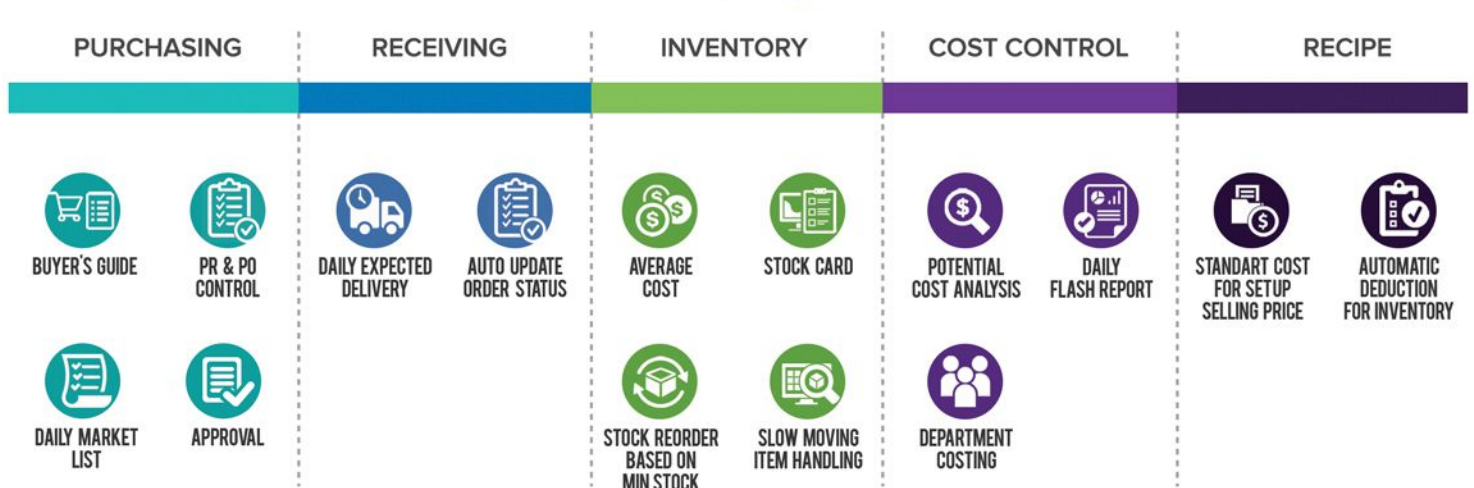 PURCHASING
RECEIVING
INVENTORY
COST CONTROL
RECIPE
BUYER'S GUIDE
PR & PO
CONTROL
DAILY EXPECTED
DELIVERY
AUTO UPDATE
ORDER STATUS
AVERAGE
COST
STOCK CARD
POTENTIAL
COST ANALYSIS
DAILY
FLASH REPORT
STANDART COST
FOR SETUP
SELLING PRICE
AUTOMATIC
DEDUCTION
FOR INVENTORY
DAILY MARKET
LIST
APPROVAL
STOCK REORDER
BASED ON
MIN STOCK
SLOW MOVING
ITEM HANDLING
DEPARTMENT
COSTING